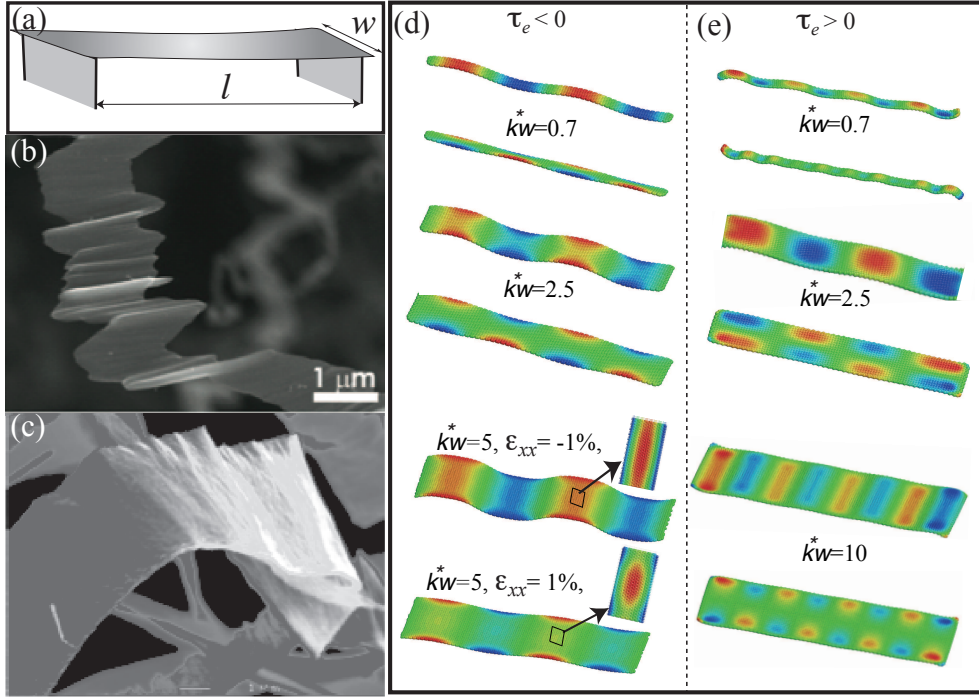 (a)
w
l
(b)
1 μm
(c)
(d)
τₑ < 0
k*w=0.7
k*w=2.5
k*w=5, εₓₓ= -1%,
k*w=5, εₓₓ= 1%,
(e)
τₑ > 0
k*w=0.7
k*w=2.5
k*w=10